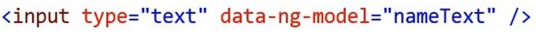 <input type="text" data-ng-model="nameText" />